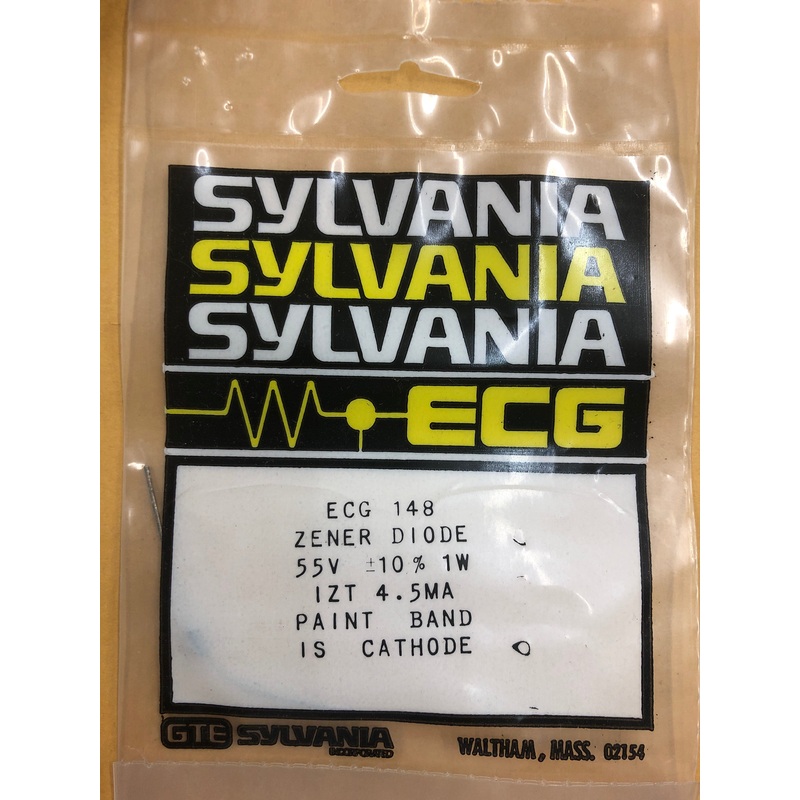 SYLVANIA
SYLVANIA
SYLVANIA
ECG
ECG 148
ZENER DIODE
55V ±10% 1W
IZT 4.5MA
PAINT BAND
IS CATHODE
GTE SYLVANIA
INCORPORATED
WALTHAM, MASS. 02154